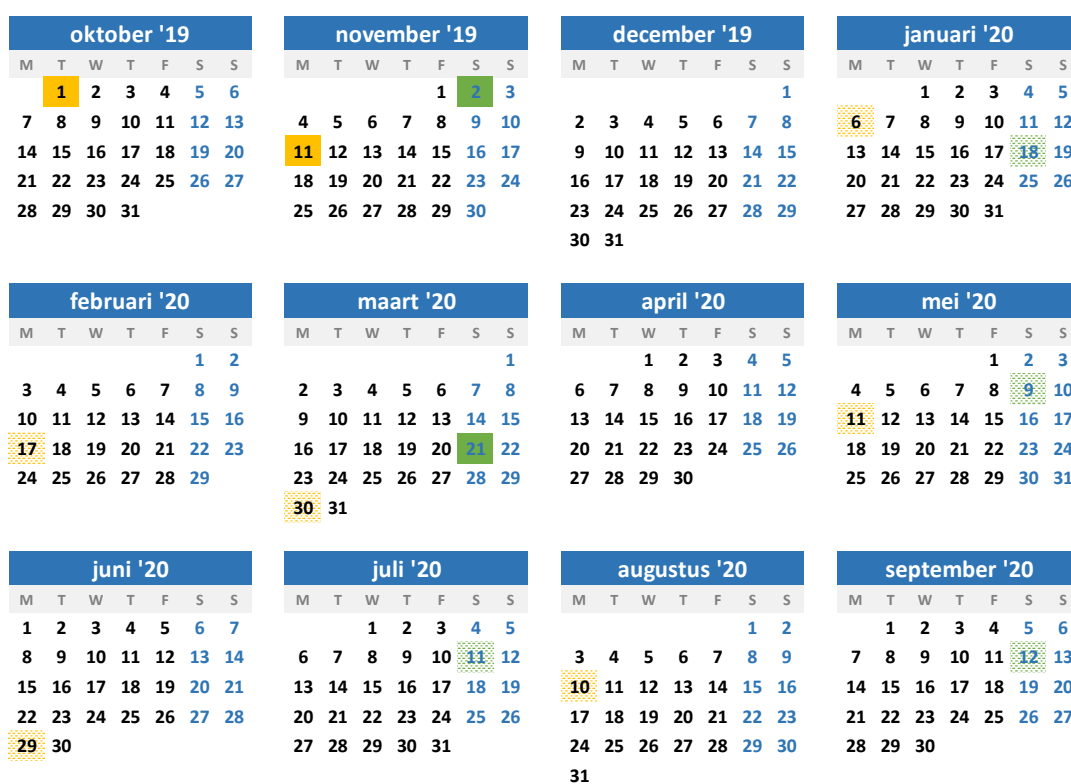 oktober '19 november '19 december '19 januari '20
M T W T F S S M T W T F S S M T W T F S S M T W T F S S
1 2 3 4 5 6 1 2 3 1 1 2 3 4 5
7 8 9 10 11 12 13 4 5 6 7 8 9 10 2 3 4 5 6 7 8 6 7 8 9 10 11 12
14 15 16 17 18 19 20 11 12 13 14 15 16 17 9 10 11 12 13 14 15 13 14 15 16 17 18 19
21 22 23 24 25 26 27 18 19 20 21 22 23 24 16 17 18 19 20 21 22 20 21 22 23 24 25 26
28 29 30 31 25 26 27 28 29 30 23 24 25 26 27 28 29 27 28 29 30 31
30 31
februari '20 maart '20 april '20 mei '20
M T W T F S S M T W T F S S M T W T F S S M T W T F S S
1 2 1 1 2 3 4 5 1 2 3
3 4 5 6 7 8 9 2 3 4 5 6 7 8 6 7 8 9 10 11 12 4 5 6 7 8 9 10
10 11 12 13 14 15 16 9 10 11 12 13 14 15 13 14 15 16 17 18 19 11 12 13 14 15 16 17
17 18 19 20 21 22 23 16 17 18 19 20 21 22 20 21 22 23 24 25 26 18 19 20 21 22 23 24
24 25 26 27 28 29 23 24 25 26 27 28 29 27 28 29 30 25 26 27 28 29 30 31
30 31
juni '20 juli '20 augustus '20 september '20
M T W T F S S M T W T F S S M T W T F S S M T W T F S S
1 2 3 4 5 6 7 1 2 3 4 5 1 2 1 2 3 4 5 6
8 9 10 11 12 13 14 6 7 8 9 10 11 12 3 4 5 6 7 8 9 7 8 9 10 11 12 13
15 16 17 18 19 20 21 13 14 15 16 17 18 19 10 11 12 13 14 15 16 14 15 16 17 18 19 20
22 23 24 25 26 27 28 20 21 22 23 24 25 26 17 18 19 20 21 22 23 21 22 23 24 25 26 27
29 30 27 28 29 30 31 24 25 26 27 28 29 30 28 29 30
31